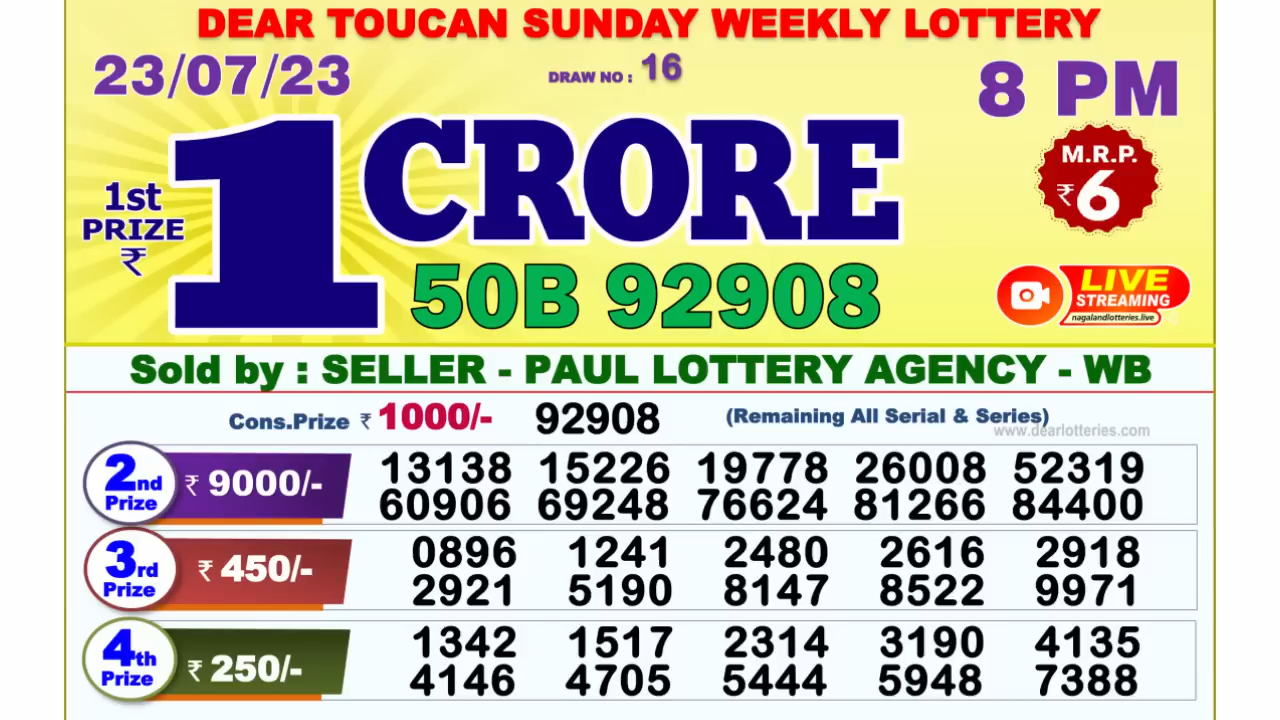 DEAR TOUCAN SUNDAY WEEKLY LOTTERY
23/07/23
DRAW NO : 16
8 PM
1st
PRIZE
₹
1 CRORE
M.R.P.
₹ 6
50B 92908
LIVE
STREAMING
nagalandlotteries.live
Sold by : SELLER - PAUL LOTTERY AGENCY - WB
Cons.Prize ₹ 1000/- 92908 (Remaining All Serial & Series)
www.dearlotteries.com
2nd Prize ₹ 9000/-
13138 15226 19778 26008 52319
60906 69248 76624 81266 84400
3rd Prize ₹ 450/-
0896 1241 2480 2616 2918
2921 5190 8147 8522 9971
4th Prize ₹ 250/-
1342 1517 2314 3190 4135
4146 4705 5444 5948 7388